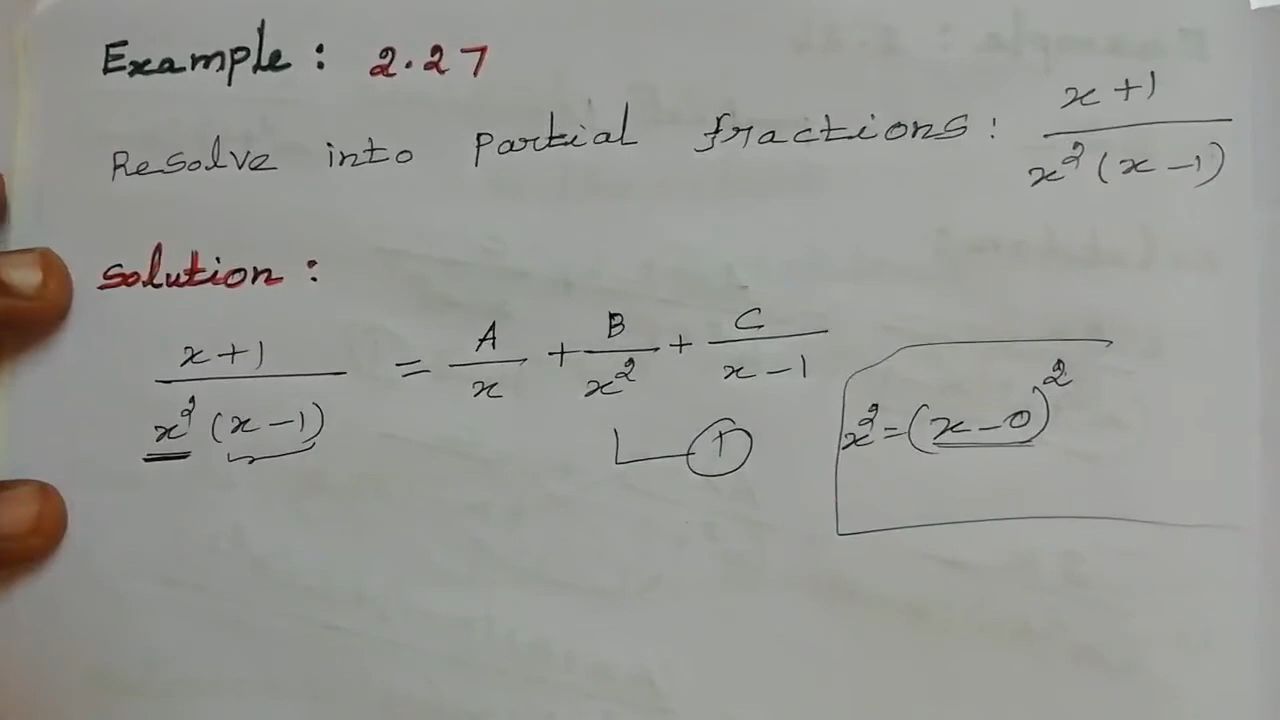 Example: 2.27
Resolve into Partial fractions: x+1 / x²(x-1)
Solution:
x+1 / x²(x-1) = A/x + B/x² + C/x-1
x² = (x-0)²
①